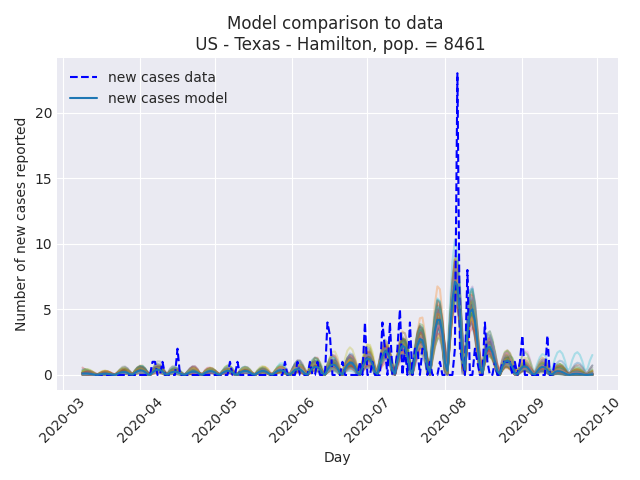 Model comparison to data
US - Texas - Hamilton, pop. = 8461
new cases data
new cases model
Number of new cases reported
20
15
10
5
0
2020-03
2020-04
2020-05
2020-06
2020-07
2020-08
2020-09
2020-10
Day